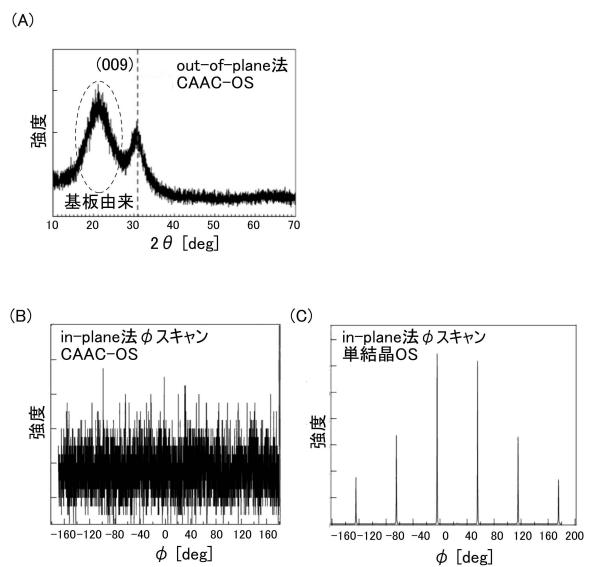 (A)
(009)
out-of-plane法
CAAC-OS
強度
基板由来
10 20 30 40 50 60 70
2θ [deg]
(B)
in-plane法 φスキャン
CAAC-OS
強度
-160 -120 -80 -40 0 40 80 120 160
φ [deg]
(C)
in-plane法 φスキャン
単結晶OS
強度
-160 -120 -80 -40 0 40 80 120 160 200
φ [deg]